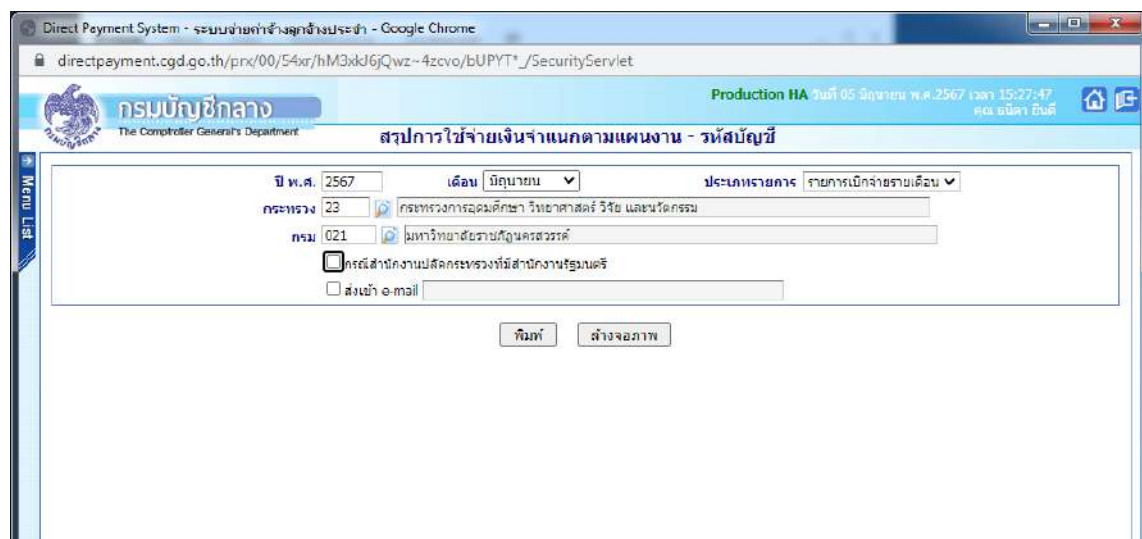 Direct Payment System - ระบบจ่ายค่าจ้างลูกจ้างประจำ - Google Chrome
directpayment.cgd.go.th/prx/00/54xr/hM3xkJ6jQwz~4zcvo/bUPYT*_/SecurityServlet
กรมบัญชีกลาง
The Comptroller General's Department
Production HA วันที่ 05 มิถุนายน พ.ศ.2567 เวลา 15:27:47
คุณ ธนิดา ยินดี
สรุปการใช้จ่ายเงินจำแนกตามแผนงาน - รหัสบัญชี
Menu List
ปี พ.ศ. 2567 เดือน มิถุนายน ประเภทรายการ รายการเบิกจ่ายรายเดือน
กระทรวง 23 กระทรวงการอุดมศึกษา วิทยาศาสตร์ วิจัย และนวัตกรรม
กรม 021 มหาวิทยาลัยราชภัฏนครสวรรค์
กรณีสำนักงานปลัดกระทรวงที่มีสำนักงานรัฐมนตรี
ส่งเข้า e-mail
พิมพ์ ล้างจอภาพ